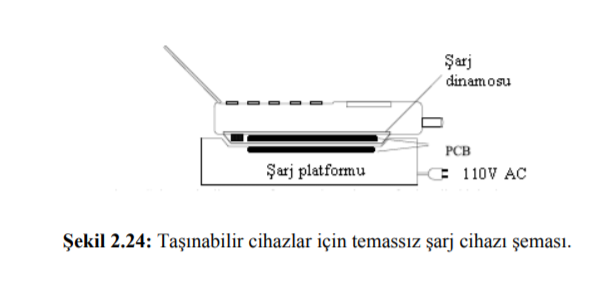 Şarj
dinamosu
PCB
Şarj platformu
110V AC
Şekil 2.24: Taşınabilir cihazlar için temassız şarj cihazı şeması.